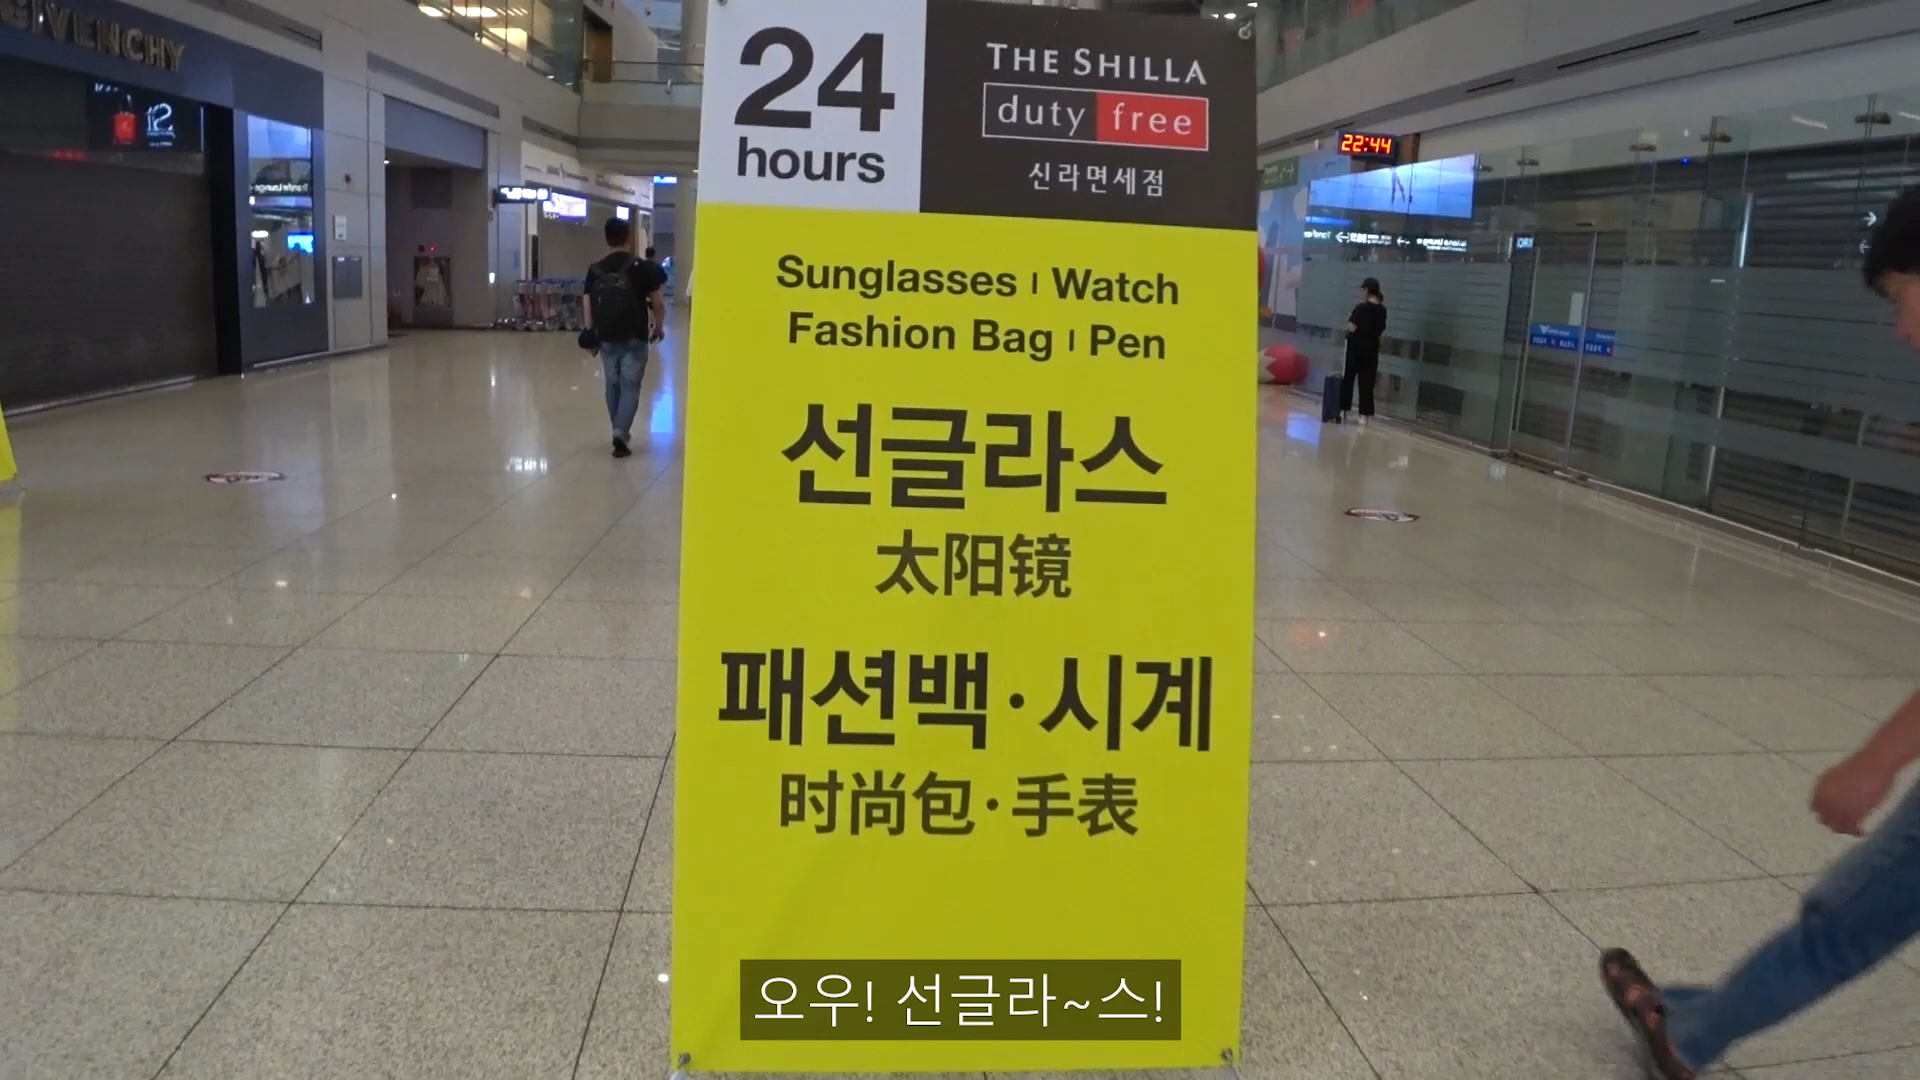 GIVENCHY
24
hours
THE SHILLA
duty free
신라면세점
22:44
Sunglasses | Watch
Fashion Bag | Pen
선글라스
太阳镜
패션백·시계
时尚包·手表
오우! 선글라~스!